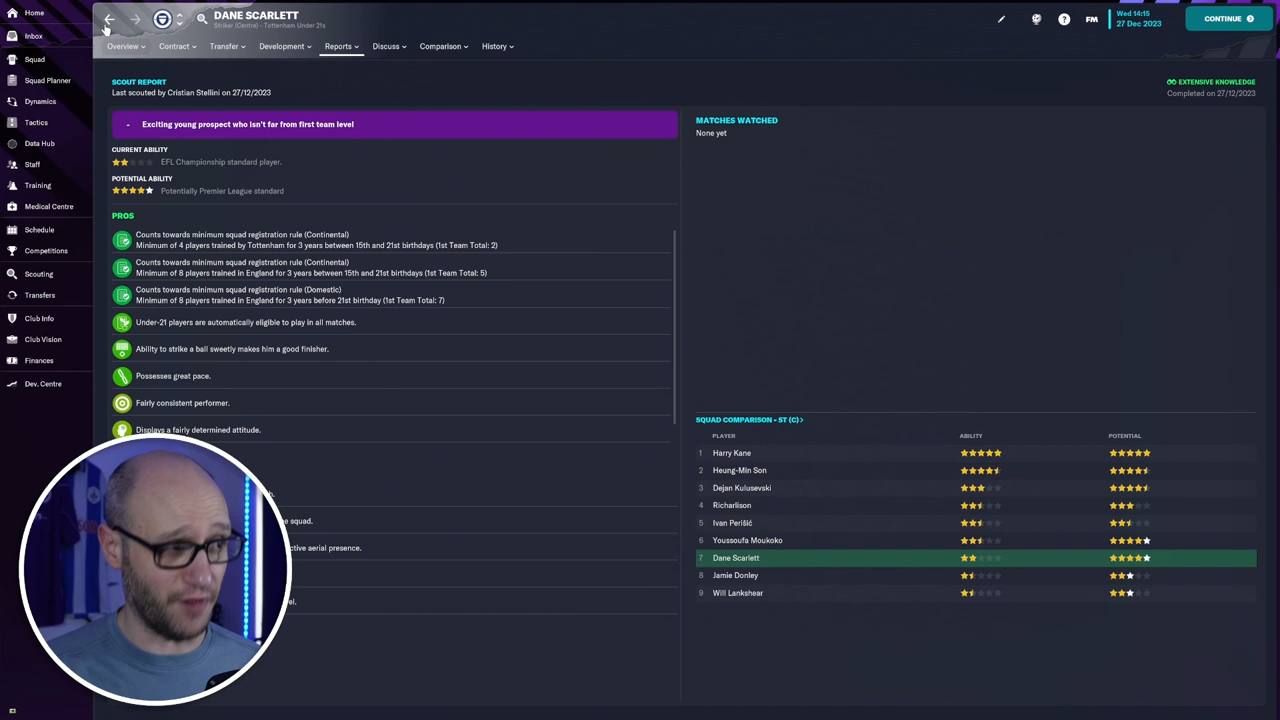 Home
Inbox
Squad
Squad Planner
Dynamics
Tactics
Data Hub
Staff
Training
Medical Centre
Schedule
Competitions
Scouting
Transfers
Club Info
Club Vision
Finances
Dev. Centre
DANE SCARLETT
Striker (Centre) - Tottenham Under 21s
FM
Wed 14:15
27 Dec 2023
CONTINUE
Overview
Contract
Transfer
Development
Reports
Discuss
Comparison
History
SCOUT REPORT
Last scouted by Cristian Stellini on 27/12/2023
EXTENSIVE KNOWLEDGE
Completed on 27/12/2023
- Exciting young prospect who isn't far from first team level
CURRENT ABILITY
EFL Championship standard player.
POTENTIAL ABILITY
Potentially Premier League standard
PROS
Counts towards minimum squad registration rule (Continental)
Minimum of 4 players trained by Tottenham for 3 years between 15th and 21st birthdays (1st Team Total: 2)
Counts towards minimum squad registration rule (Continental)
Minimum of 8 players trained in England for 3 years between 15th and 21st birthdays (1st Team Total: 5)
Counts towards minimum squad registration rule (Domestic)
Minimum of 8 players trained in England for 3 years before 21st birthday (1st Team Total: 7)
Under-21 players are automatically eligible to play in all matches.
Ability to strike a ball sweetly makes him a good finisher.
Possesses great pace.
Fairly consistent performer.
Displays a fairly determined attitude.
squad.
aerial presence.
MATCHES WATCHED
None yet
SQUAD COMPARISON - ST (C)
PLAYER ABILITY POTENTIAL
1 Harry Kane
2 Heung-Min Son
3 Dejan Kulusevski
4 Richarlison
5 Ivan Perišić
6 Youssoufa Moukoko
7 Dane Scarlett
8 Jamie Donley
9 Will Lankshear